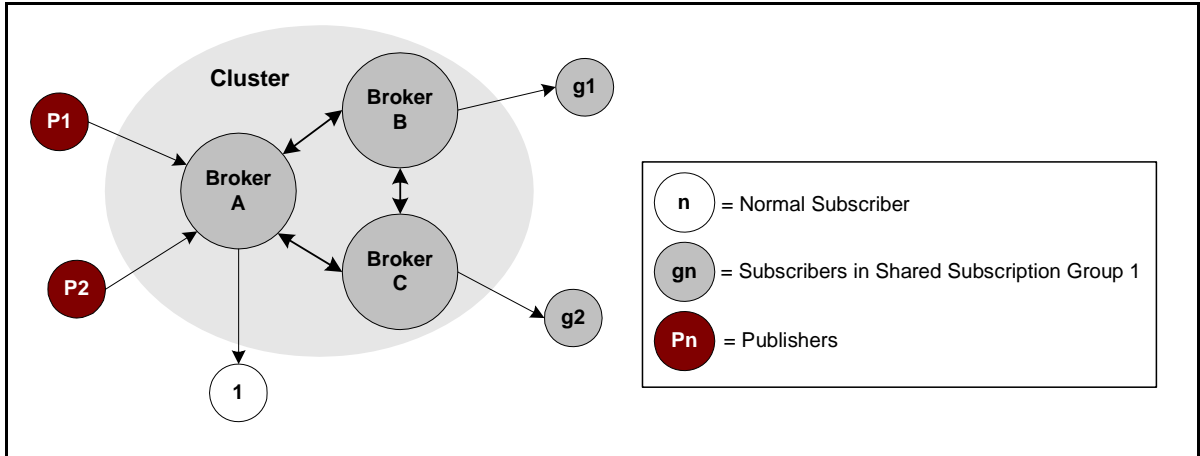 Cluster
P1
P2
Broker
A
Broker
B
Broker
C
g1
g2
1
n = Normal Subscriber
gn = Subscribers in Shared Subscription Group 1
Pn = Publishers